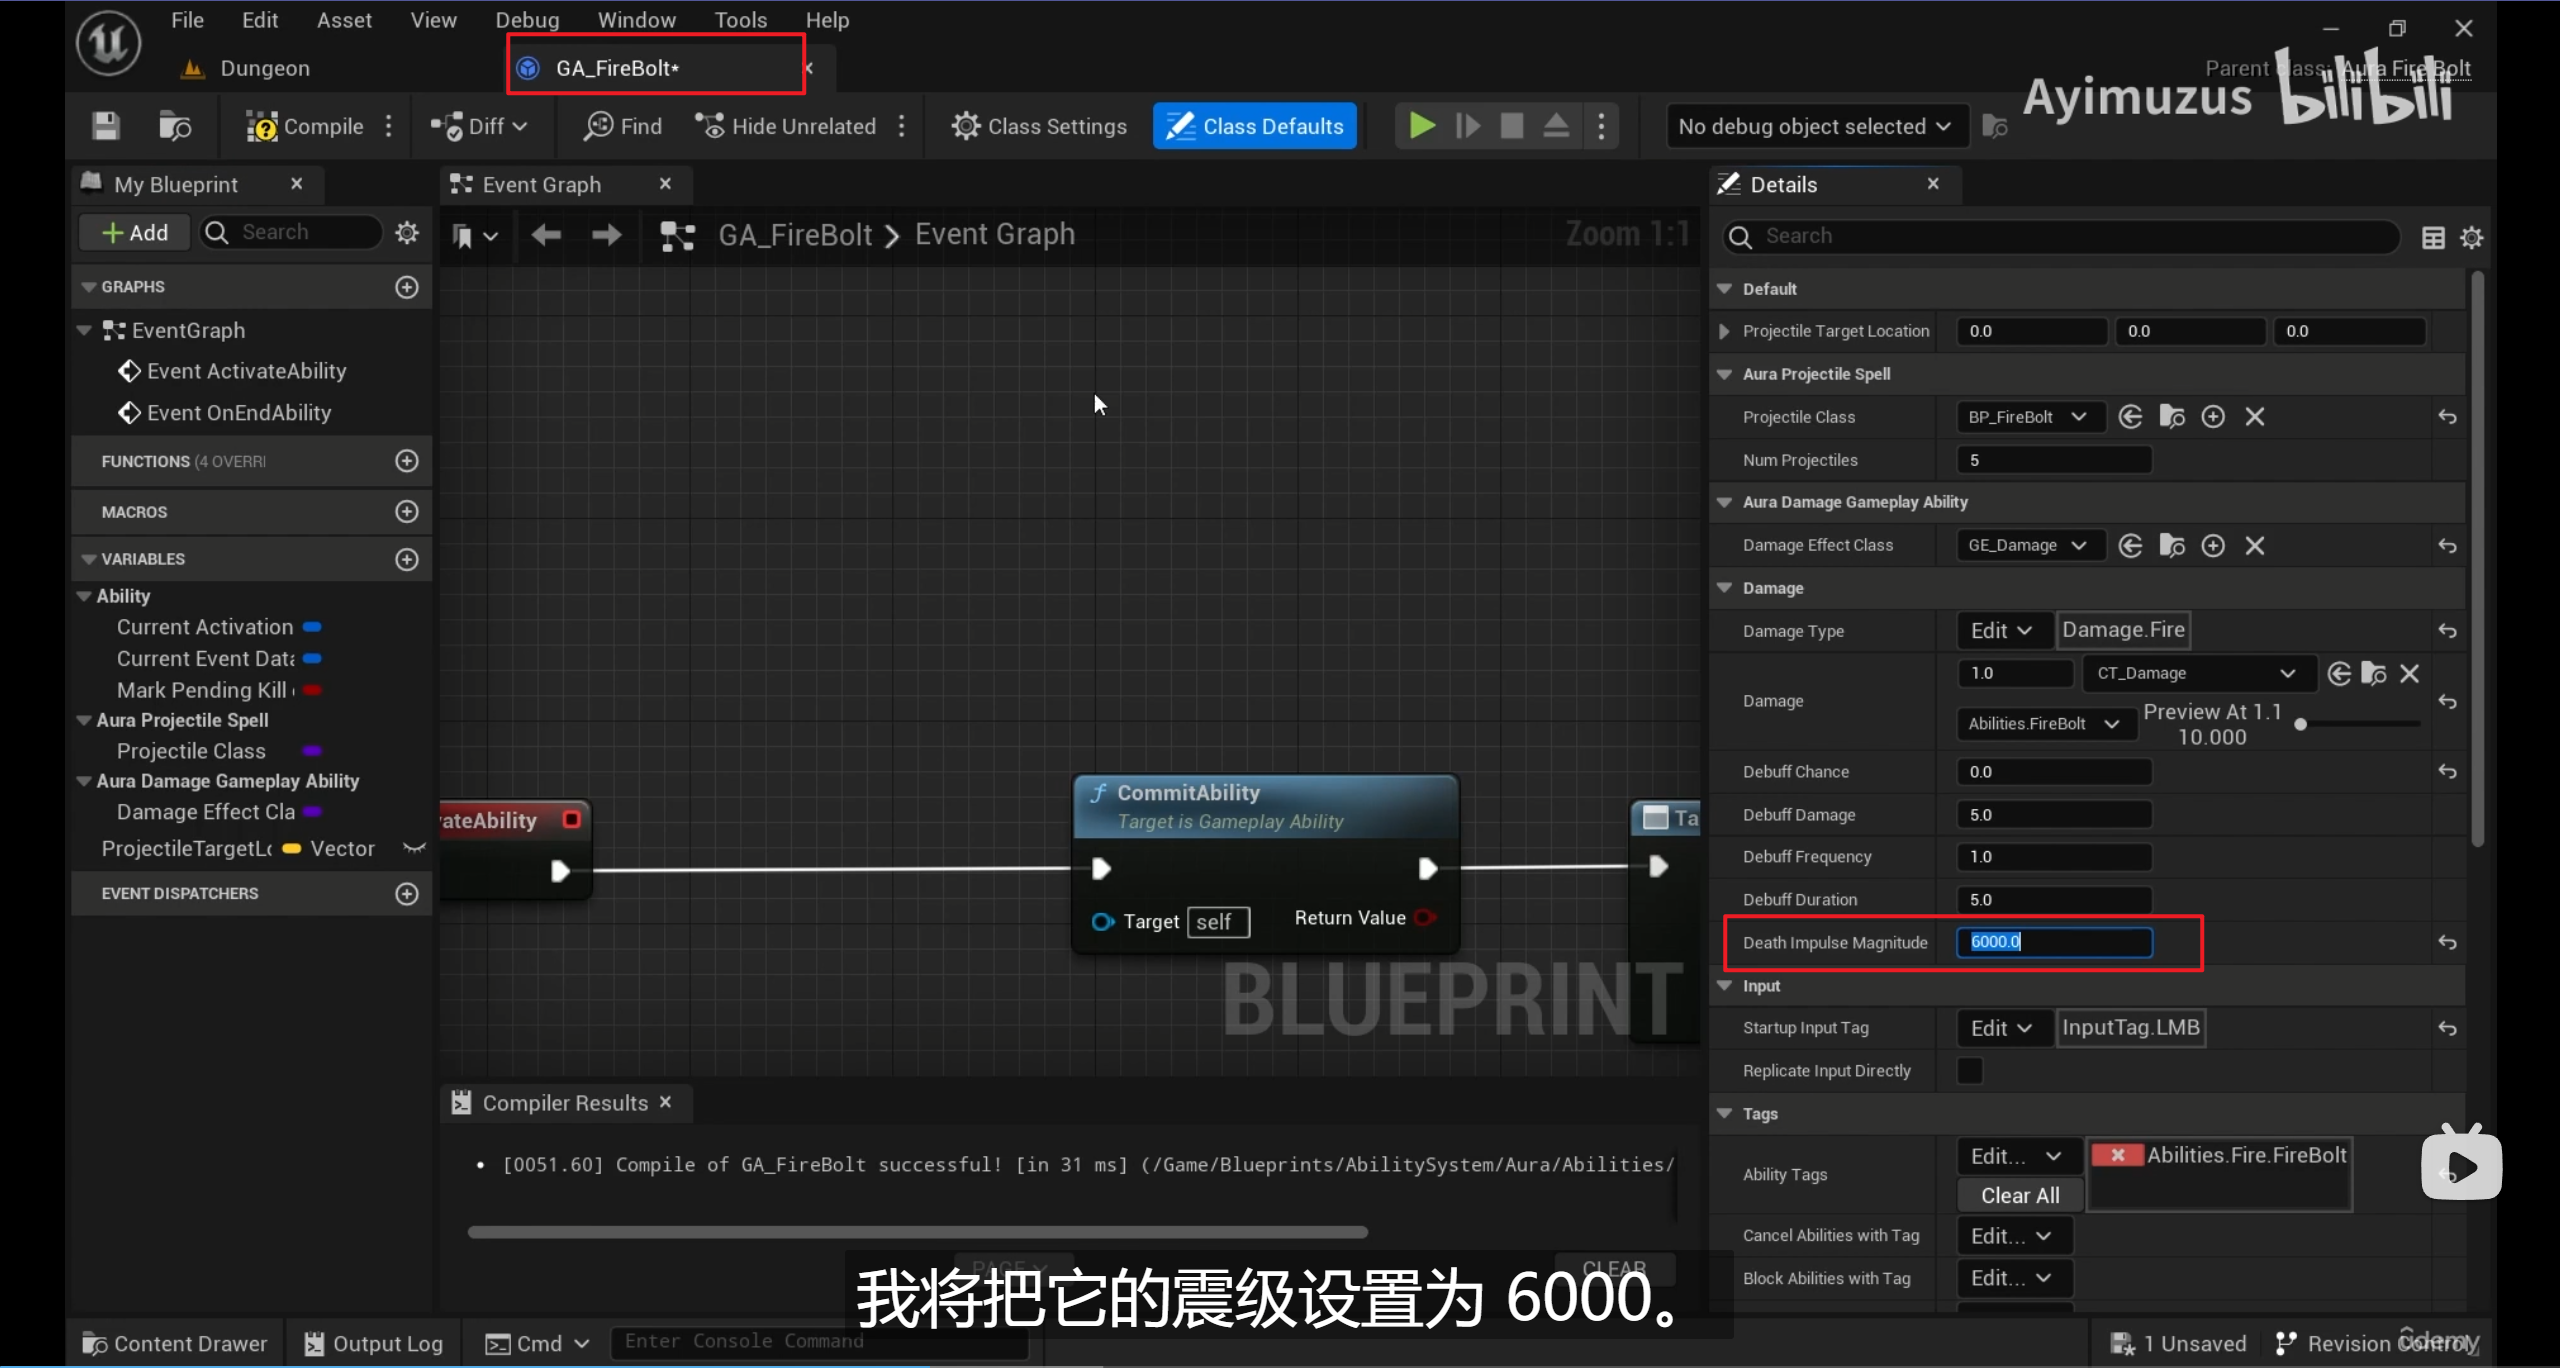 File Edit Asset View Debug Window Tools Help
Dungeon
GA_FireBolt*
Parent class: Aura Fire Bolt
Ayimuzus bilibili
Compile
Diff
Find
Hide Unrelated
Class Settings
Class Defaults
No debug object selected
My Blueprint
Add
Search
GRAPHS
EventGraph
Event ActivateAbility
Event OnEndAbility
FUNCTIONS (4 OVERRI
MACROS
VARIABLES
Ability
Current Activation
Current Event Data
Mark Pending Kill
Aura Projectile Spell
Projectile Class
Aura Damage Gameplay Ability
Damage Effect Cla
ProjectileTargetLo Vector
EVENT DISPATCHERS
Event Graph
GA_FireBolt > Event Graph
Zoom 1:1
vateAbility
CommitAbility
Target is Gameplay Ability
Target self
Return Value
Ta
BLUEPRINT
Compiler Results
• [0051.60] Compile of GA_FireBolt successful! [in 31 ms] (/Game/Blueprints/AbilitySystem/Aura/Abilities/
PAGE
CLEAR
Details
Search
Default
Projectile Target Location 0.0 0.0 0.0
Aura Projectile Spell
Projectile Class BP_FireBolt
Num Projectiles 5
Aura Damage Gameplay Ability
Damage Effect Class GE_Damage
Damage
Damage Type Edit Damage.Fire
1.0 CT_Damage
Damage
Abilities.FireBolt Preview At 1.1
10.000
Debuff Chance 0.0
Debuff Damage 5.0
Debuff Frequency 1.0
Debuff Duration 5.0
Death Impulse Magnitude 6000.0
Input
Startup Input Tag Edit InputTag.LMB
Replicate Input Directly
Tags
Ability Tags Edit... Abilities.Fire.FireBolt
Clear All
Cancel Abilities with Tag Edit...
Block Abilities with Tag Edit...
我将把它的震级设置为 6000。
Content Drawer
Output Log
Cmd
Enter Console Command
1 Unsaved
Revision Control
ûdemy